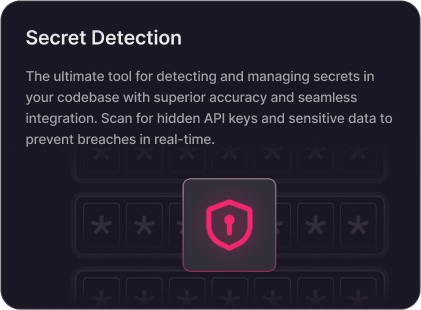 Secret Detection
The ultimate tool for detecting and managing secrets in
your codebase with superior accuracy and seamless
integration. Scan for hidden API keys and sensitive data to
prevent breaches in real-time.